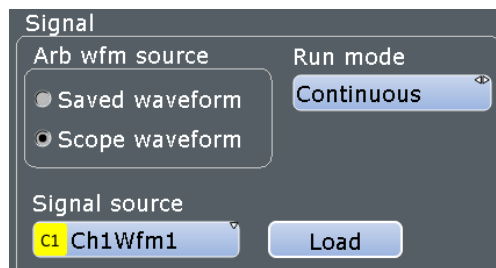 Signal
Arb wfm source
Run mode
Saved waveform
Continuous
Scope waveform
Signal source
C1 Ch1Wfm1
Load